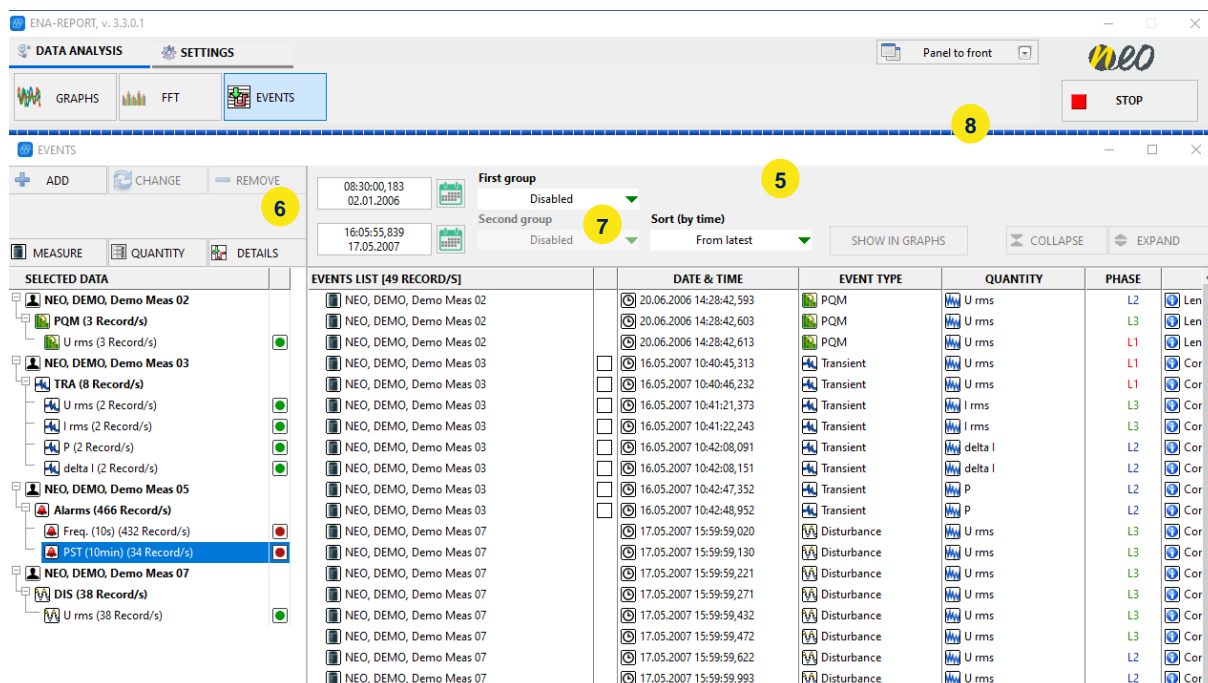 ENA-REPORT, v. 3.3.0.1
DATA ANALYSIS SETTINGS Panel to front neo
GRAPHS FFT EVENTS STOP
8
EVENTS
ADD CHANGE REMOVE 08:30:00,183 02.01.2006 First group Disabled 5
6
16:05:55,839 17.05.2007 Second group Disabled 7 Sort (by time) From latest SHOW IN GRAPHS COLLAPSE EXPAND
MEASURE QUANTITY DETAILS
SELECTED DATA EVENTS LIST [49 RECORD/S] DATE & TIME EVENT TYPE QUANTITY PHASE
NEO, DEMO, Demo Meas 02 NEO, DEMO, Demo Meas 02 20.06.2006 14:28:42,593 PQM U rms L2 Len
PQM (3 Record/s) NEO, DEMO, Demo Meas 02 20.06.2006 14:28:42,603 PQM U rms L3 Len
U rms (3 Record/s) NEO, DEMO, Demo Meas 02 20.06.2006 14:28:42,613 PQM U rms L1 Len
NEO, DEMO, Demo Meas 03 NEO, DEMO, Demo Meas 03 16.05.2007 10:40:45,313 Transient U rms L1 Cor
TRA (8 Record/s) NEO, DEMO, Demo Meas 03 16.05.2007 10:40:46,232 Transient U rms L1 Cor
U rms (2 Record/s) NEO, DEMO, Demo Meas 03 16.05.2007 10:41:21,373 Transient I rms L3 Cor
I rms (2 Record/s) NEO, DEMO, Demo Meas 03 16.05.2007 10:41:22,243 Transient I rms L3 Cor
P (2 Record/s) NEO, DEMO, Demo Meas 03 16.05.2007 10:42:08,091 Transient delta I L2 Cor
delta I (2 Record/s) NEO, DEMO, Demo Meas 03 16.05.2007 10:42:08,151 Transient delta I L2 Cor
NEO, DEMO, Demo Meas 05 NEO, DEMO, Demo Meas 03 16.05.2007 10:42:47,352 Transient P L2 Cor
Alarms (466 Record/s) NEO, DEMO, Demo Meas 03 16.05.2007 10:42:48,952 Transient P L2 Cor
Freq. (10s) (432 Record/s) NEO, DEMO, Demo Meas 07 17.05.2007 15:59:59,020 Disturbance U rms L3 Cor
PST (10min) (34 Record/s) NEO, DEMO, Demo Meas 07 17.05.2007 15:59:59,130 Disturbance U rms L3 Cor
NEO, DEMO, Demo Meas 07 NEO, DEMO, Demo Meas 07 17.05.2007 15:59:59,221 Disturbance U rms L3 Cor
DIS (38 Record/s) NEO, DEMO, Demo Meas 07 17.05.2007 15:59:59,271 Disturbance U rms L3 Cor
U rms (38 Record/s) NEO, DEMO, Demo Meas 07 17.05.2007 15:59:59,432 Disturbance U rms L3 Cor
NEO, DEMO, Demo Meas 07 17.05.2007 15:59:59,472 Disturbance U rms L3 Cor
NEO, DEMO, Demo Meas 07 17.05.2007 15:59:59,622 Disturbance U rms L2 Cor
NEO, DEMO, Demo Meas 07 17.05.2007 15:59:59,993 Disturbance U rms L2 Cor